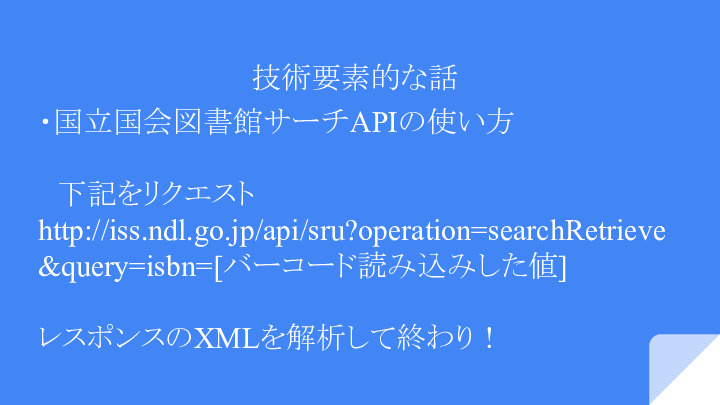 技術要素的な話
・国立国会図書館サーチAPIの使い方
下記をリクエスト
http://iss.ndl.go.jp/api/sru?operation=searchRetrieve
&query=isbn=[バーコード読み込みした値]
レスポンスのXMLを解析して終わり！